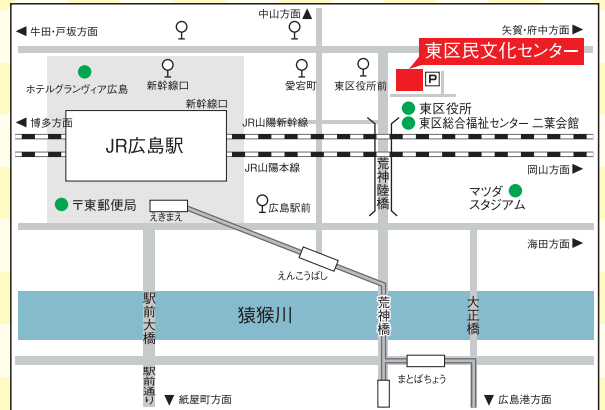 中山方面▲
◀牛田・戸坂方面
矢賀・府中方面▶
東区民文化センター
P
ホテルグランヴィア広島
新幹線口
愛宕町
東区役所前
新幹線口
東区役所
東区総合福祉センター 二葉会館
◀博多方面
JR山陽新幹線
JR広島駅
JR山陽本線
荒神陸橋
岡山方面▶
マツダ
スタジアム
〒東郵便局
えきまえ
広島駅前
海田方面▶
えんこうばし
駅前大橋
猿猴川
荒神橋
大正橋
駅前通り
まとばちょう
▼紙屋町方面
▼広島港方面